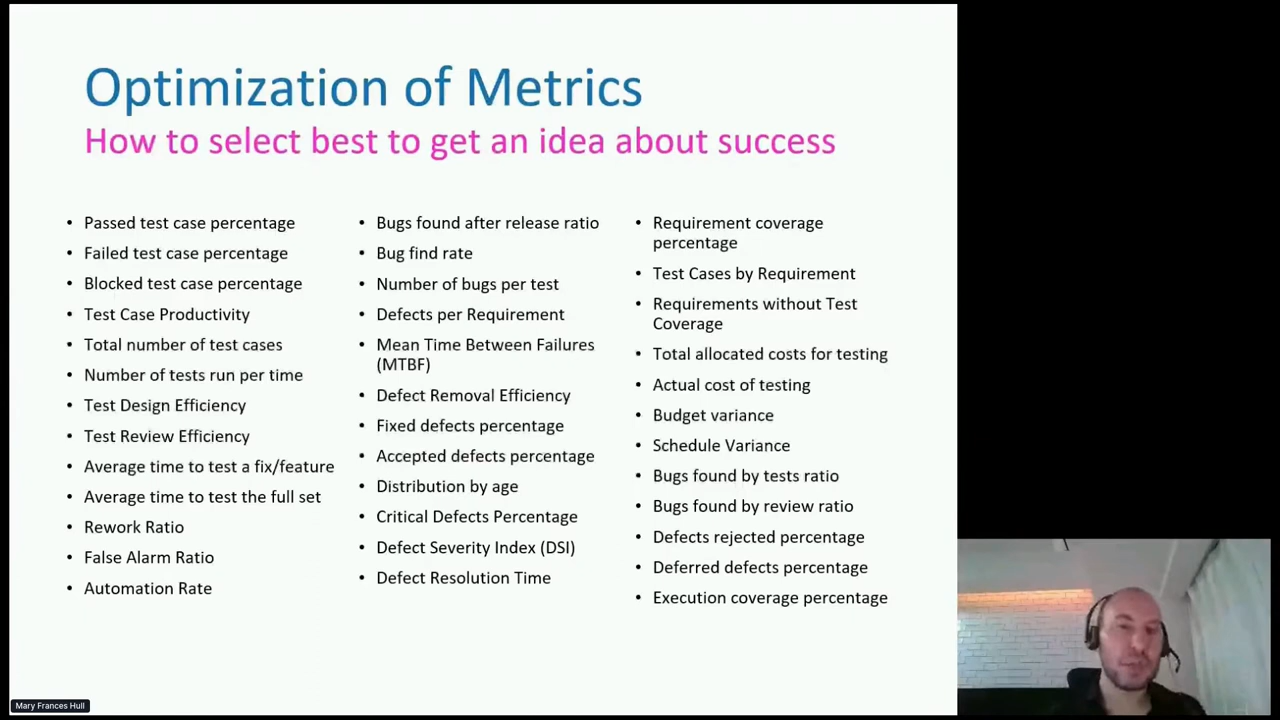 Optimization of Metrics
How to select best to get an idea about success
• Passed test case percentage
• Failed test case percentage
• Blocked test case percentage
• Test Case Productivity
• Total number of test cases
• Number of tests run per time
• Test Design Efficiency
• Test Review Efficiency
• Average time to test a fix/feature
• Average time to test the full set
• Rework Ratio
• False Alarm Ratio
• Automation Rate
• Bugs found after release ratio
• Bug find rate
• Number of bugs per test
• Defects per Requirement
• Mean Time Between Failures
(MTBF)
• Defect Removal Efficiency
• Fixed defects percentage
• Accepted defects percentage
• Distribution by age
• Critical Defects Percentage
• Defect Severity Index (DSI)
• Defect Resolution Time
• Requirement coverage
percentage
• Test Cases by Requirement
• Requirements without Test
Coverage
• Total allocated costs for testing
• Actual cost of testing
• Budget variance
• Schedule Variance
• Bugs found by tests ratio
• Bugs found by review ratio
• Defects rejected percentage
• Deferred defects percentage
• Execution coverage percentage
Mary Frances Hull